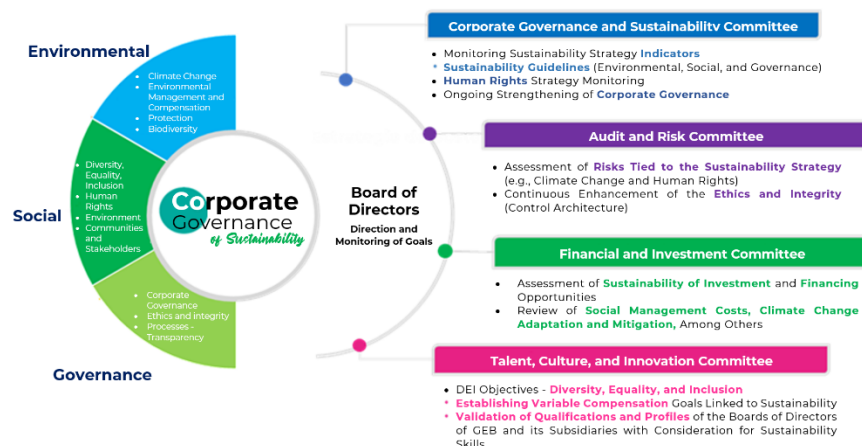 Environmental
• Climate Change
• Environmental
Management and
Compensation
• Protection
• Biodiversity
Social
• Diversity,
Equality,
Inclusion
• Human
Rights
• Environment
• Communities
and
Stakeholders
Governance
• Corporate
Governance
• Ethics and integrity
• Processes -
Transparency
Corporate
Governance
of Sustainability
Board of
Directors
Direction and
Monitoring of Goals
Corporate Governance and Sustainability Committee
• Monitoring Sustainability Strategy Indicators
• Sustainability Guidelines (Environmental, Social, and Governance)
• Human Rights Strategy Monitoring
• Ongoing Strengthening of Corporate Governance
Audit and Risk Committee
• Assessment of Risks Tied to the Sustainability Strategy
(e.g., Climate Change and Human Rights)
• Continuous Enhancement of the Ethics and Integrity
(Control Architecture)
Financial and Investment Committee
• Assessment of Sustainability of Investment and Financing
Opportunities
• Review of Social Management Costs, Climate Change
Adaptation and Mitigation, Among Others
Talent, Culture, and Innovation Committee
• DEI Objectives - Diversity, Equality, and Inclusion
• Establishing Variable Compensation Goals Linked to Sustainability
• Validation of Qualifications and Profiles of the Boards of Directors
of GEB and its Subsidiaries with Consideration for Sustainability
Skills